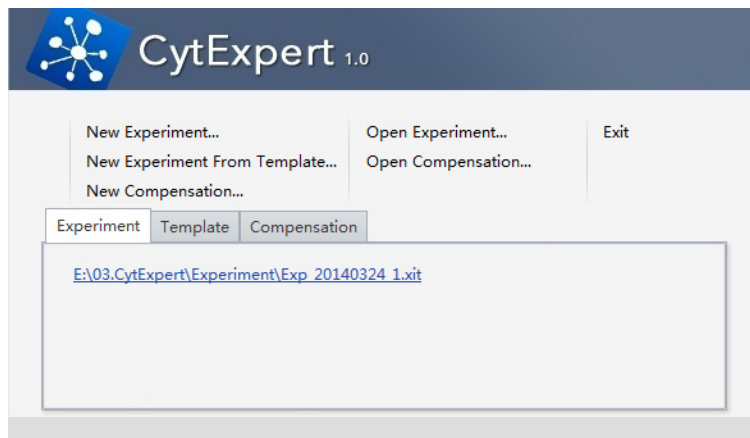 CytExpert 1.0
New Experiment... Open Experiment... Exit
New Experiment From Template... Open Compensation...
New Compensation...
Experiment Template Compensation
E:\03.CytExpert\Experiment\Exp_20140324_1.xit